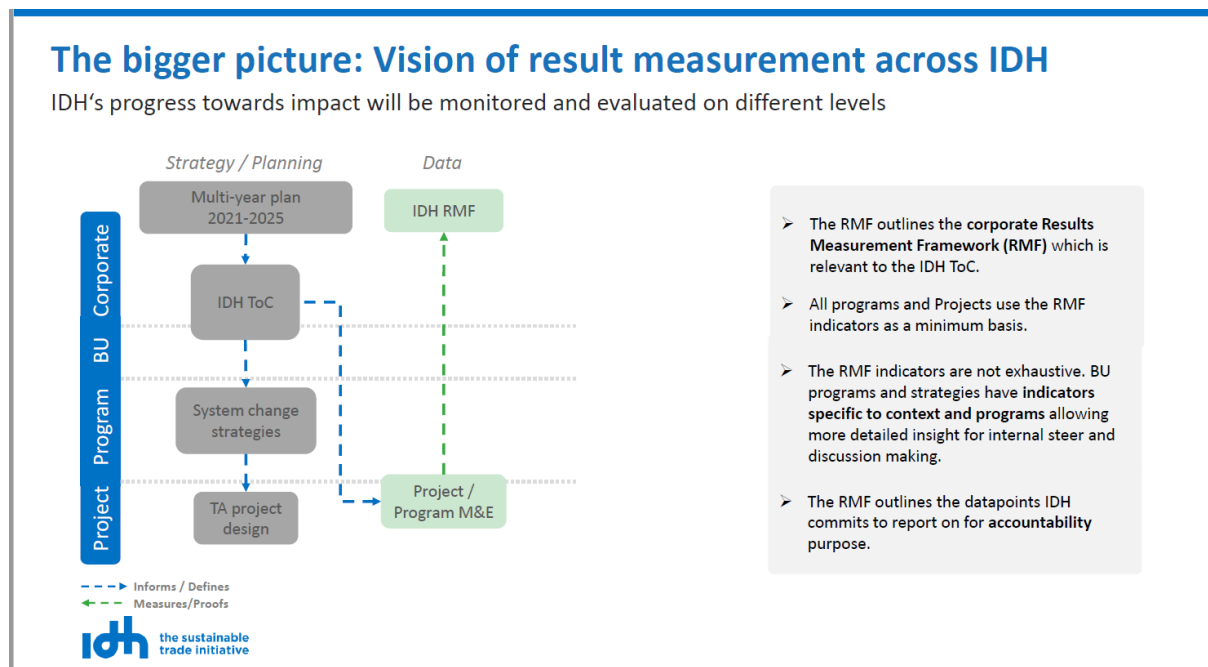 The bigger picture: Vision of result measurement across IDH
IDH‘s progress towards impact will be monitored and evaluated on different levels
Strategy / Planning
Data
Corporate
BU
Program
Project
Multi-year plan
2021-2025
IDH ToC
System change
strategies
TA project
design
IDH RMF
Project /
Program M&E
➢ The RMF outlines the corporate Results
Measurement Framework (RMF) which is
relevant to the IDH ToC.
➢ All programs and Projects use the RMF
indicators as a minimum basis.
➢ The RMF indicators are not exhaustive. BU
programs and strategies have indicators
specific to context and programs allowing
more detailed insight for internal steer and
discussion making.
➢ The RMF outlines the datapoints IDH
commits to report on for accountability
purpose.
Informs / Defines
Measures/Proofs
idh
the sustainable
trade initiative